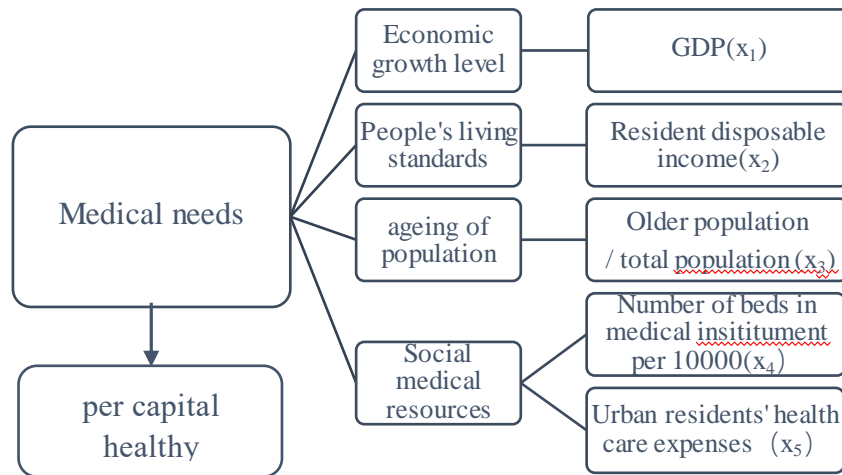 Economic
growth level
GDP(x₁)
People's living
standards
Resident disposable
income(x₂)
Medical needs
ageing of
population
Older population
/ total population (x₃)
Number of beds in
medical insititument
per 10000(x₄)
Social
medical
resources
Urban residents' health
care expenses （x₅）
per capital
healthy